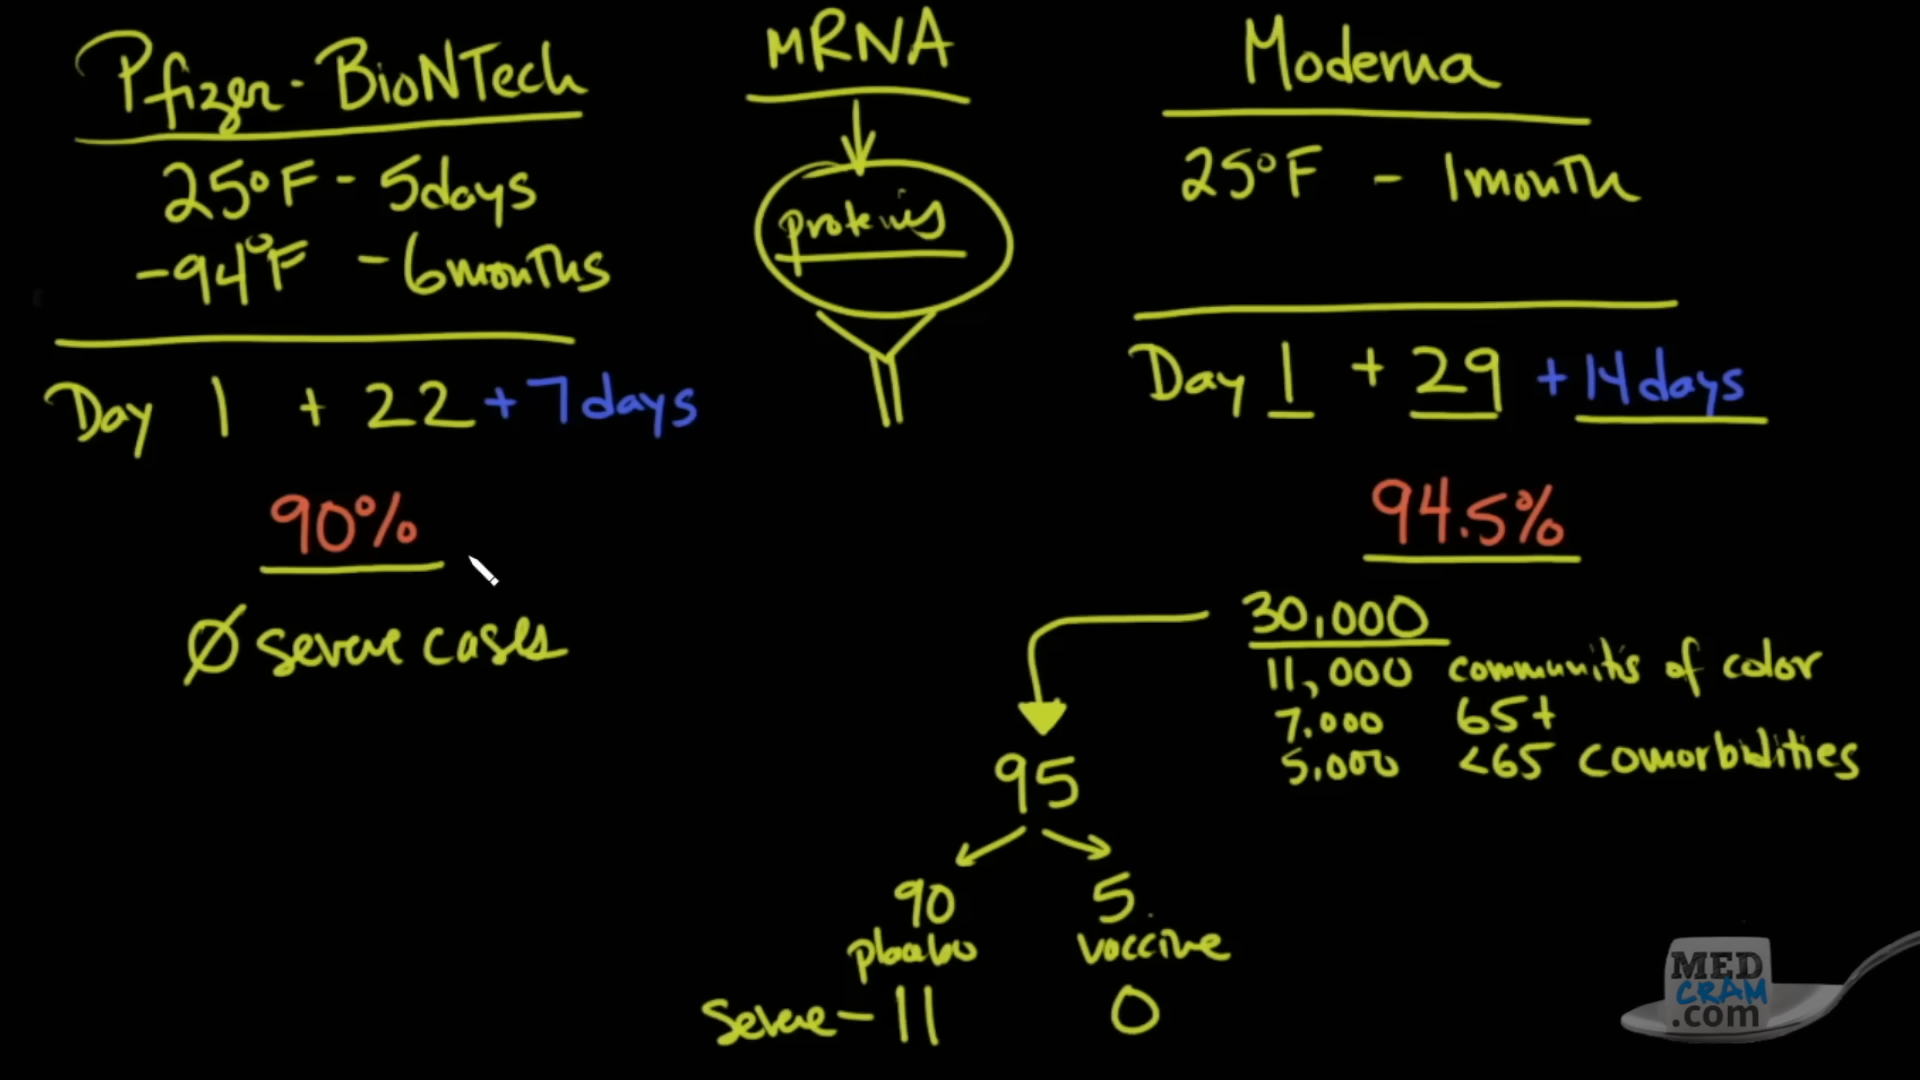 Pfizer-BioNTech
25°F - 5days
-94°F - 6months
Day 1 + 22 + 7days
90%
Ø severe cases
MRNA
proteins
Moderna
25°F - 1month
Day 1 + 29 + 14days
94.5%
30,000
11,000 communitis of color
7.000 65+
5.000 <65 comorbidities
95
90 5
placebo vaccine
Severe - 11 0
MED
CRAM
.com